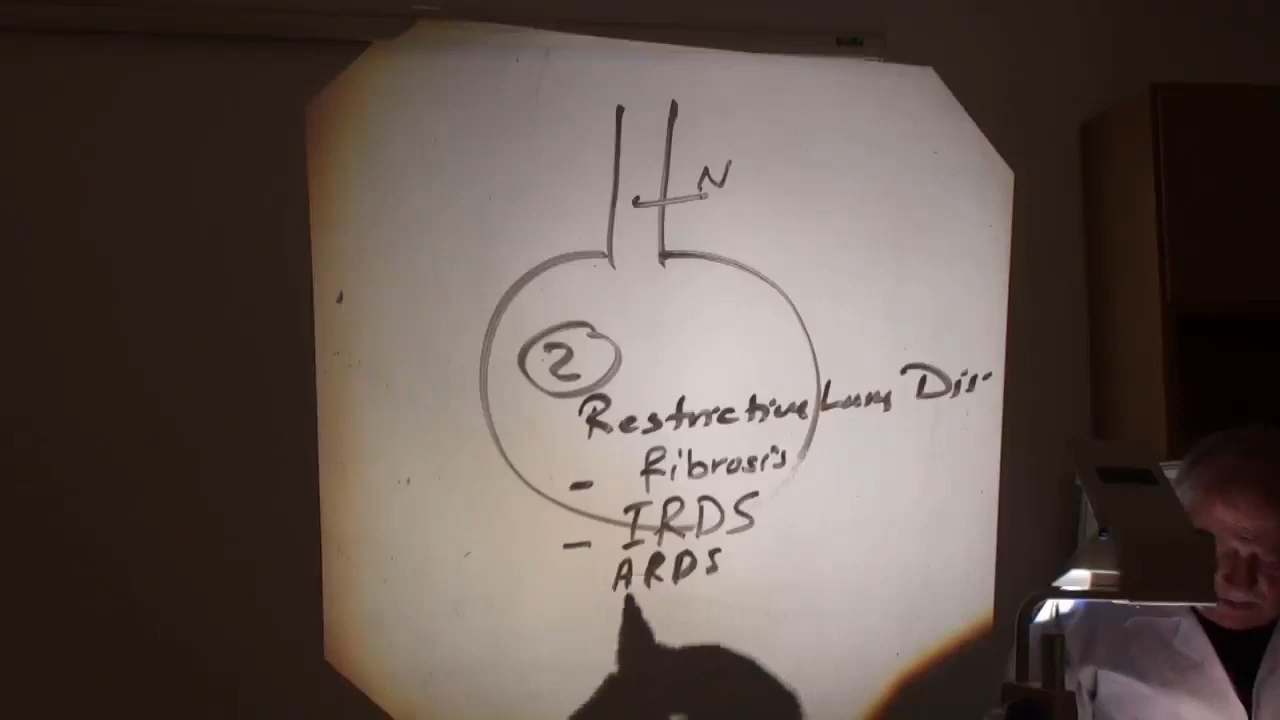 N
2
Restrictive Lung Dis.
- fibrosis
- IRDS
ARDS